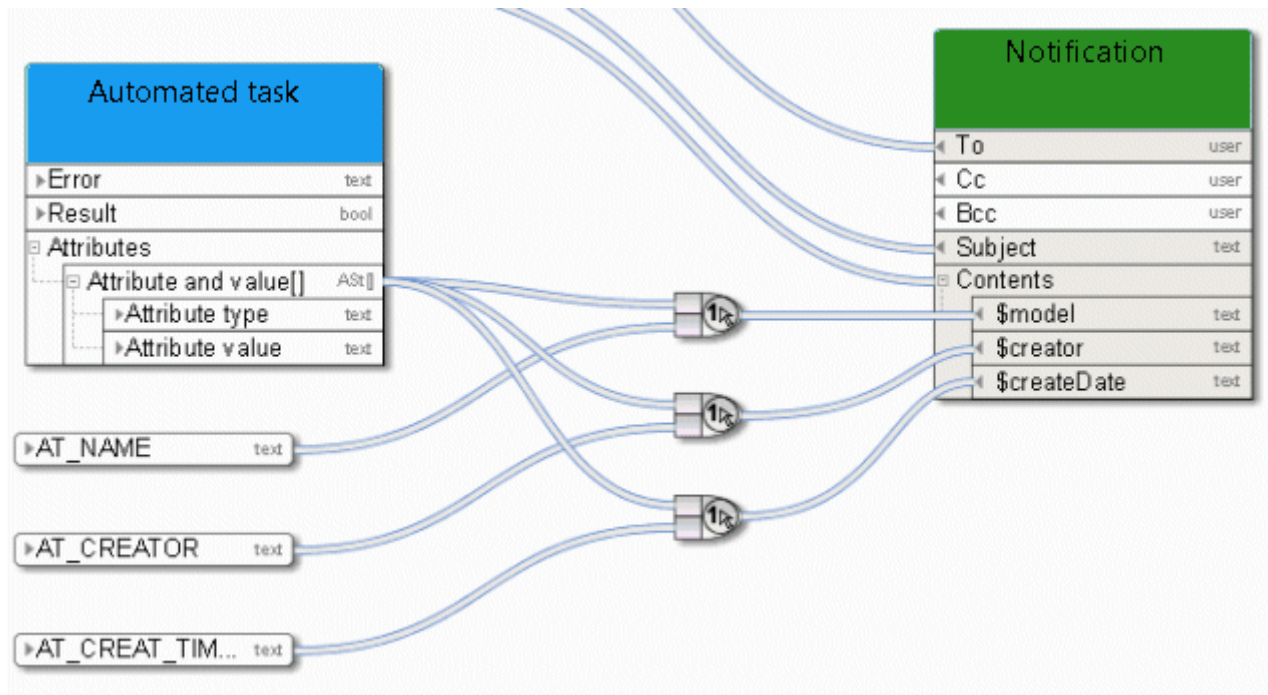 Automated task
Error text
Result bool
Attributes
Attribute and value[] ASt[]
Attribute type text
Attribute value text
AT_NAME text
AT_CREATOR text
AT_CREAT_TIM... text
1
1
1
Notification
To user
Cc user
Bcc user
Subject text
Contents
$model text
$creator text
$createDate text